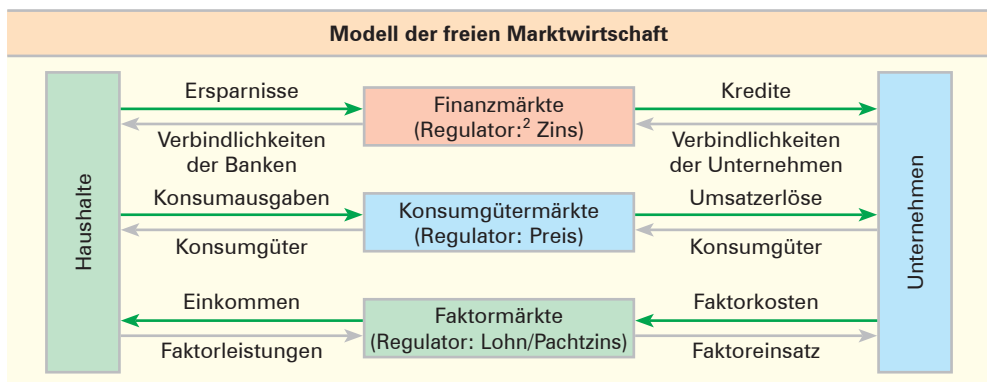 Modell der freien Marktwirtschaft
Haushalte
Ersparnisse
Verbindlichkeiten
der Banken
Finanzmärkte
(Regulator:² Zins)
Kredite
Verbindlichkeiten
der Unternehmen
Konsumausgaben
Konsumgüter
Konsumgütermärkte
(Regulator: Preis)
Umsatzerlöse
Konsumgüter
Einkommen
Faktorleistungen
Faktormärkte
(Regulator: Lohn/Pachtzins)
Faktorkosten
Faktoreinsatz
Unternehmen